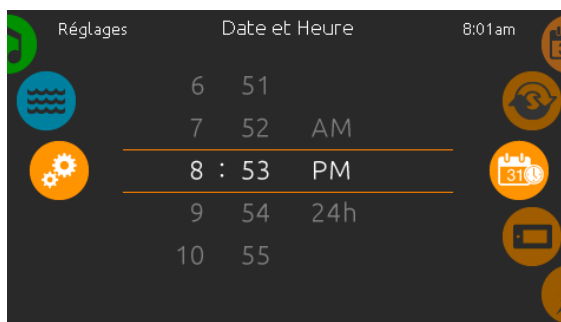 Réglages Date et Heure 8:01am
6 51
7 52 AM
8 : 53 PM
9 54 24h
10 55
31